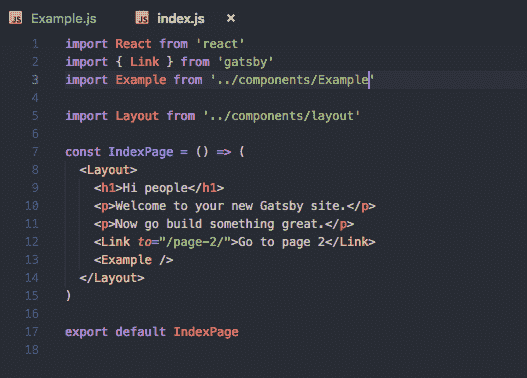 JS Example.js JS index.js ×
1 import React from 'react'
2 import { Link } from 'gatsby'
3 import Example from '../components/Example'
4
5 import Layout from '../components/layout'
6
7 const IndexPage = () => (
8 <Layout>
9 <h1>Hi people</h1>
10 <p>Welcome to your new Gatsby site.</p>
11 <p>Now go build something great.</p>
12 <Link to="/page-2/">Go to page 2</Link>
13 <Example />
14 </Layout>
15 )
16
17 export default IndexPage
18